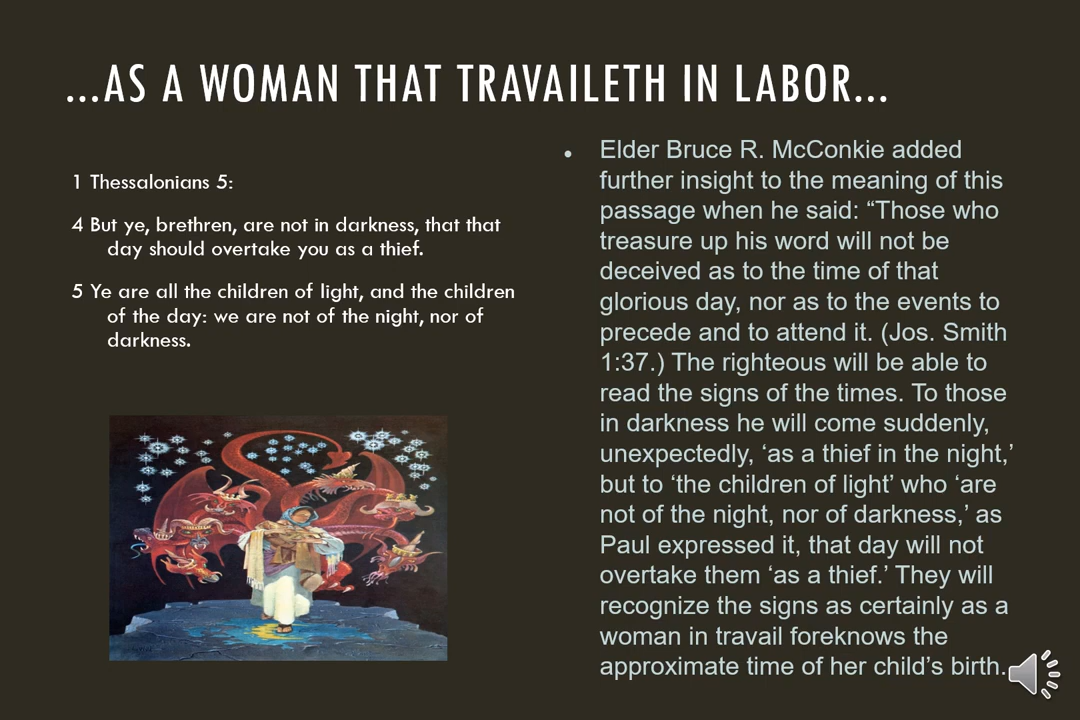 ...AS A WOMAN THAT TRAVAILETH IN LABOR...
1 Thessalonians 5:
4 But ye, brethren, are not in darkness, that that
day should overtake you as a thief.
5 Ye are all the children of light, and the children
of the day: we are not of the night, nor of
darkness.
• Elder Bruce R. McConkie added
further insight to the meaning of this
passage when he said: “Those who
treasure up his word will not be
deceived as to the time of that
glorious day, nor as to the events to
precede and to attend it. (Jos. Smith
1:37.) The righteous will be able to
read the signs of the times. To those
in darkness he will come suddenly,
unexpectedly, ‘as a thief in the night,’
but to ‘the children of light’ who ‘are
not of the night, nor of darkness,’ as
Paul expressed it, that day will not
overtake them ‘as a thief.’ They will
recognize the signs as certainly as a
woman in travail foreknows the
approximate time of her child’s birth.